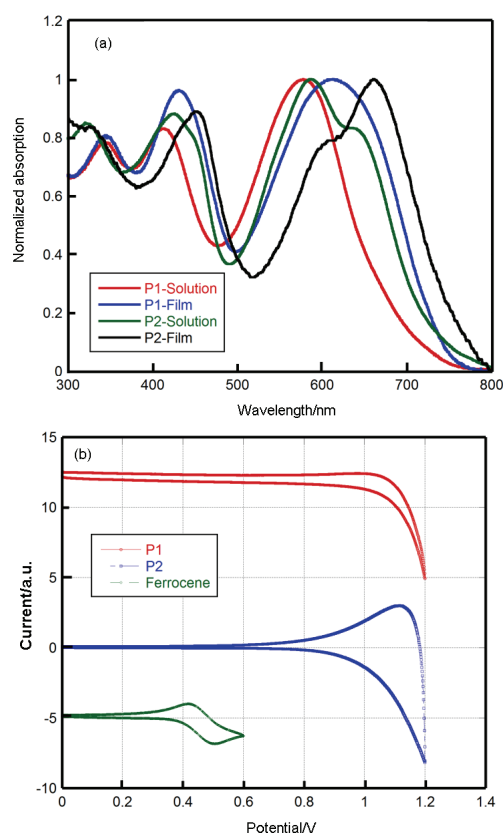 (a)
Normalized absorption
1.2
1
0.8
0.6
0.4
0.2
0
P1-Solution
P1-Film
P2-Solution
P2-Film
300 400 500 600 700 800
Wavelength/nm
(b)
Current/a.u.
15
10
5
0
-5
-10
P1
P2
Ferrocene
0 0.2 0.4 0.6 0.8 1 1.2 1.4
Potential/V